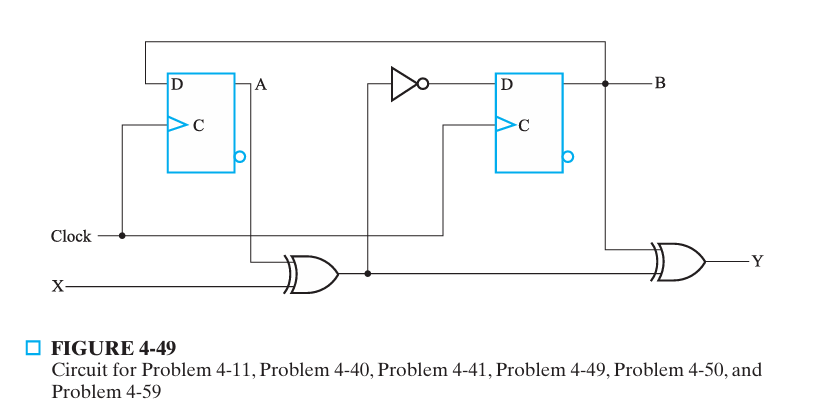 D
A
D
B
C
C
Clock
X
Y
FIGURE 4-49
Circuit for Problem 4-11, Problem 4-40, Problem 4-41, Problem 4-49, Problem 4-50, and
Problem 4-59